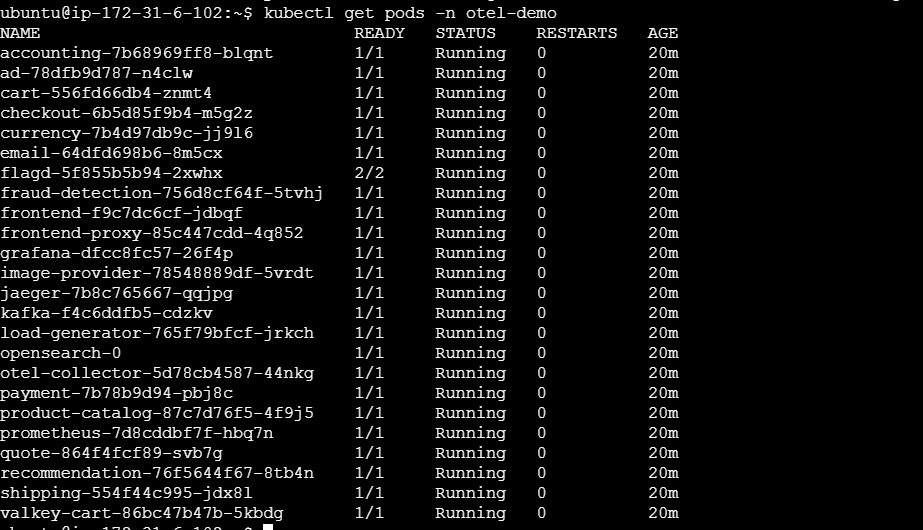 ubuntu@ip-172-31-6-102:~$ kubectl get pods -n otel-demo
NAME READY STATUS RESTARTS AGE
accounting-7b68969ff8-blqnt 1/1 Running 0 20m
ad-78dfb9d787-n4clw 1/1 Running 0 20m
cart-556fd66db4-znmt4 1/1 Running 0 20m
checkout-6b5d85f9b4-m5g2z 1/1 Running 0 20m
currency-7b4d97db9c-jj9l6 1/1 Running 0 20m
email-64dfd698b6-8m5cx 1/1 Running 0 20m
flagd-5f855b5b94-2xwhx 2/2 Running 0 20m
fraud-detection-756d8cf64f-5tvhj 1/1 Running 0 20m
frontend-f9c7dc6cf-jdbqf 1/1 Running 0 20m
frontend-proxy-85c447cdd-4q852 1/1 Running 0 20m
grafana-dfcc8fc57-26f4p 1/1 Running 0 20m
image-provider-78548889df-5vrdt 1/1 Running 0 20m
jaeger-7b8c765667-qqjpg 1/1 Running 0 20m
kafka-f4c6ddfb5-cdzkv 1/1 Running 0 20m
load-generator-765f79bfcf-jrkch 1/1 Running 0 20m
opensearch-0 1/1 Running 0 20m
otel-collector-5d78cb4587-44nkg 1/1 Running 0 20m
payment-7b78b9d94-pbj8c 1/1 Running 0 20m
product-catalog-87c7d76f5-4f9j5 1/1 Running 0 20m
prometheus-7d8cddbf7f-hbq7n 1/1 Running 0 20m
quote-864f4fcf89-svb7g 1/1 Running 0 20m
recommendation-76f5644f67-8tb4n 1/1 Running 0 20m
shipping-554f44c995-jdx8l 1/1 Running 0 20m
valkey-cart-86bc47b47b-5kbdg 1/1 Running 0 20m
ubuntu@ip-172-31-6-102:~$